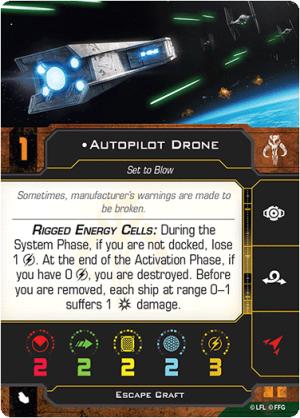 1
•Autopilot Drone
Set to Blow
Sometimes, manufacturer's warnings are made to
be broken.
Rigged Energy Cells: During the
System Phase, if you are not docked, lose
1 . At the end of the Activation Phase, if
you have 0 , you are destroyed. Before
you are removed, each ship at range 0–1
suffers 1 damage.
2 2 2 2 3
Escape Craft
© LFL © FFG